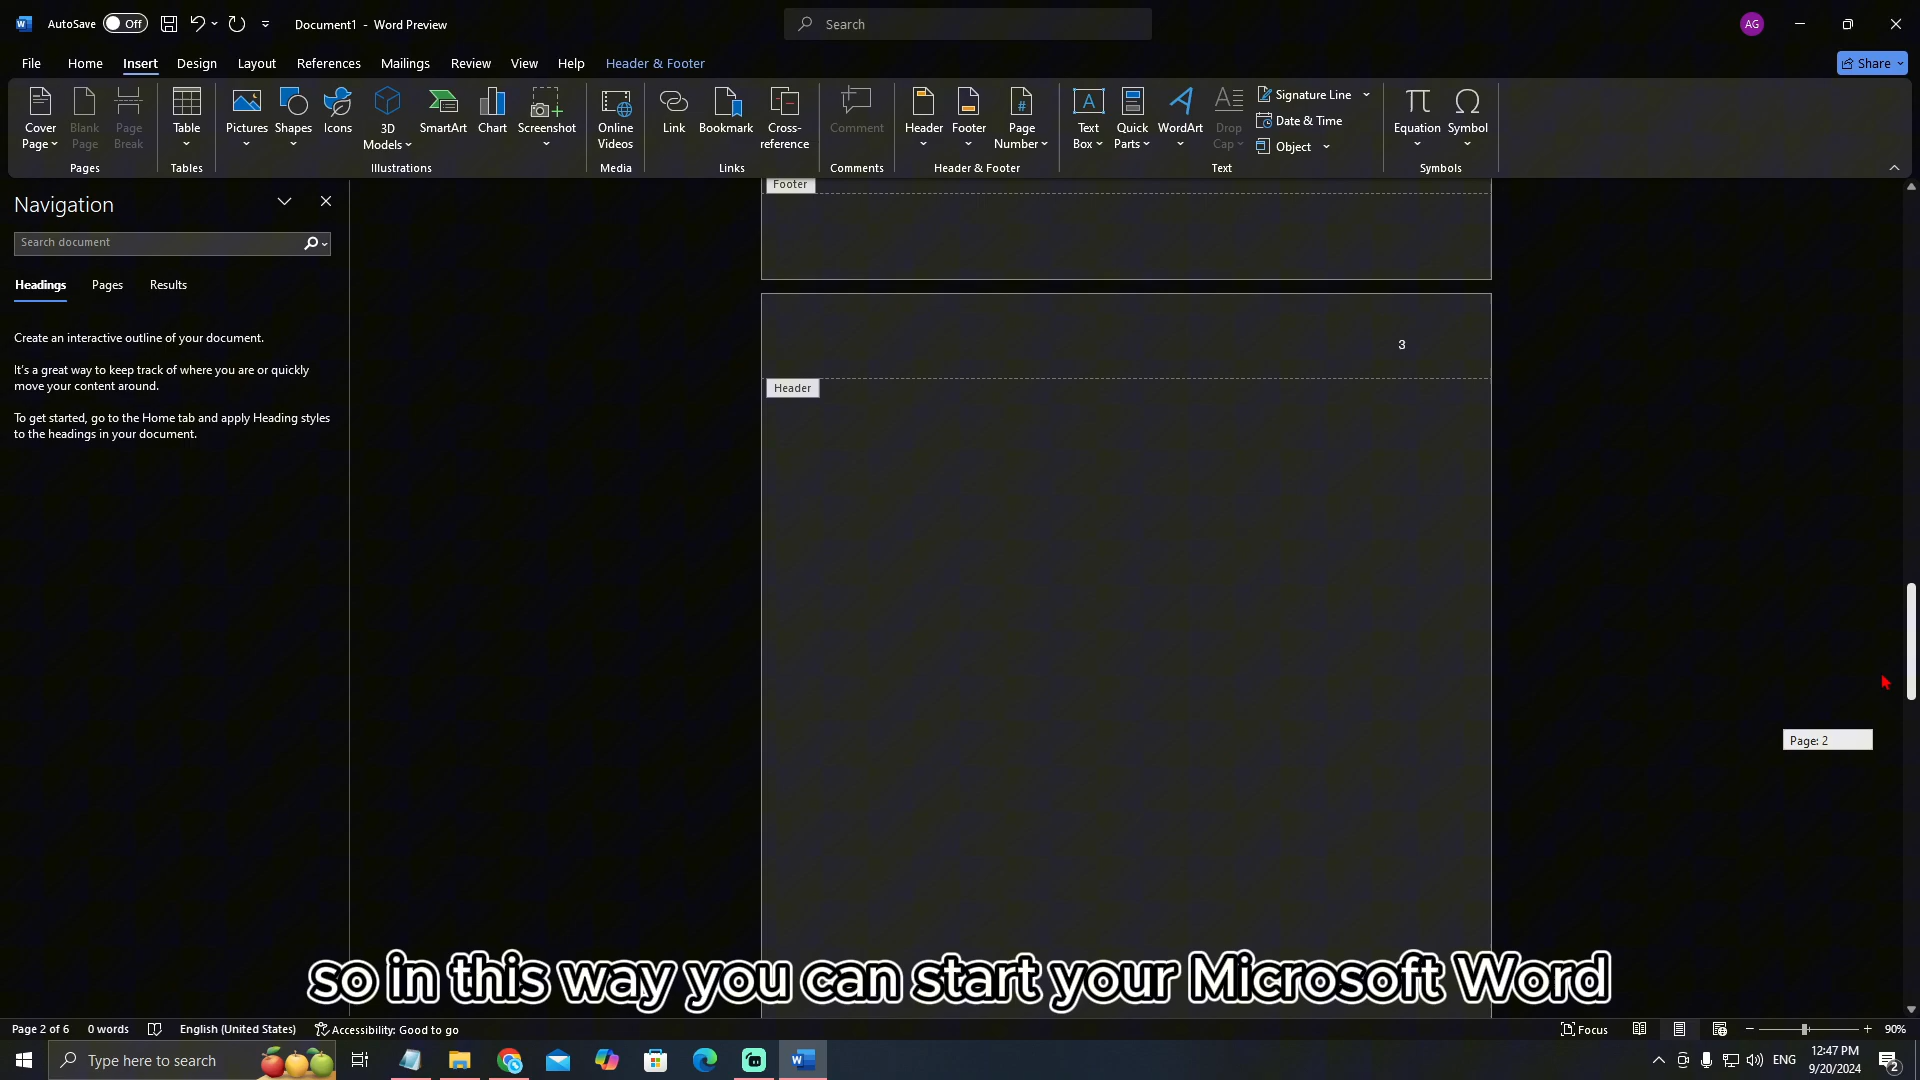 AutoSave Off Document1 - Word Preview Search AG
File Home Insert Design Layout References Mailings Review View Help Header & Footer Share
Cover Page Blank Page Page Break
Pages
Table
Tables
Pictures Shapes Icons 3D Models SmartArt Chart Screenshot
Illustrations
Online Videos
Media
Link Bookmark Cross-reference
Links
Comment
Comments
Header Footer Page Number
Header & Footer
Text Box Quick Parts WordArt Drop Cap
Signature Line
Date & Time
Object
Text
Equation Symbol
Symbols
Navigation
Search document
Headings Pages Results
Create an interactive outline of your document.
It's a great way to keep track of where you are or quickly
move your content around.
To get started, go to the Home tab and apply Heading styles
to the headings in your document.
Footer
3
Header
Page: 2
so in this way you can start your Microsoft Word
Page 2 of 6 0 words English (United States) Accessibility: Good to go Focus 90%
Type here to search ENG 12:47 PM
9/20/2024 2